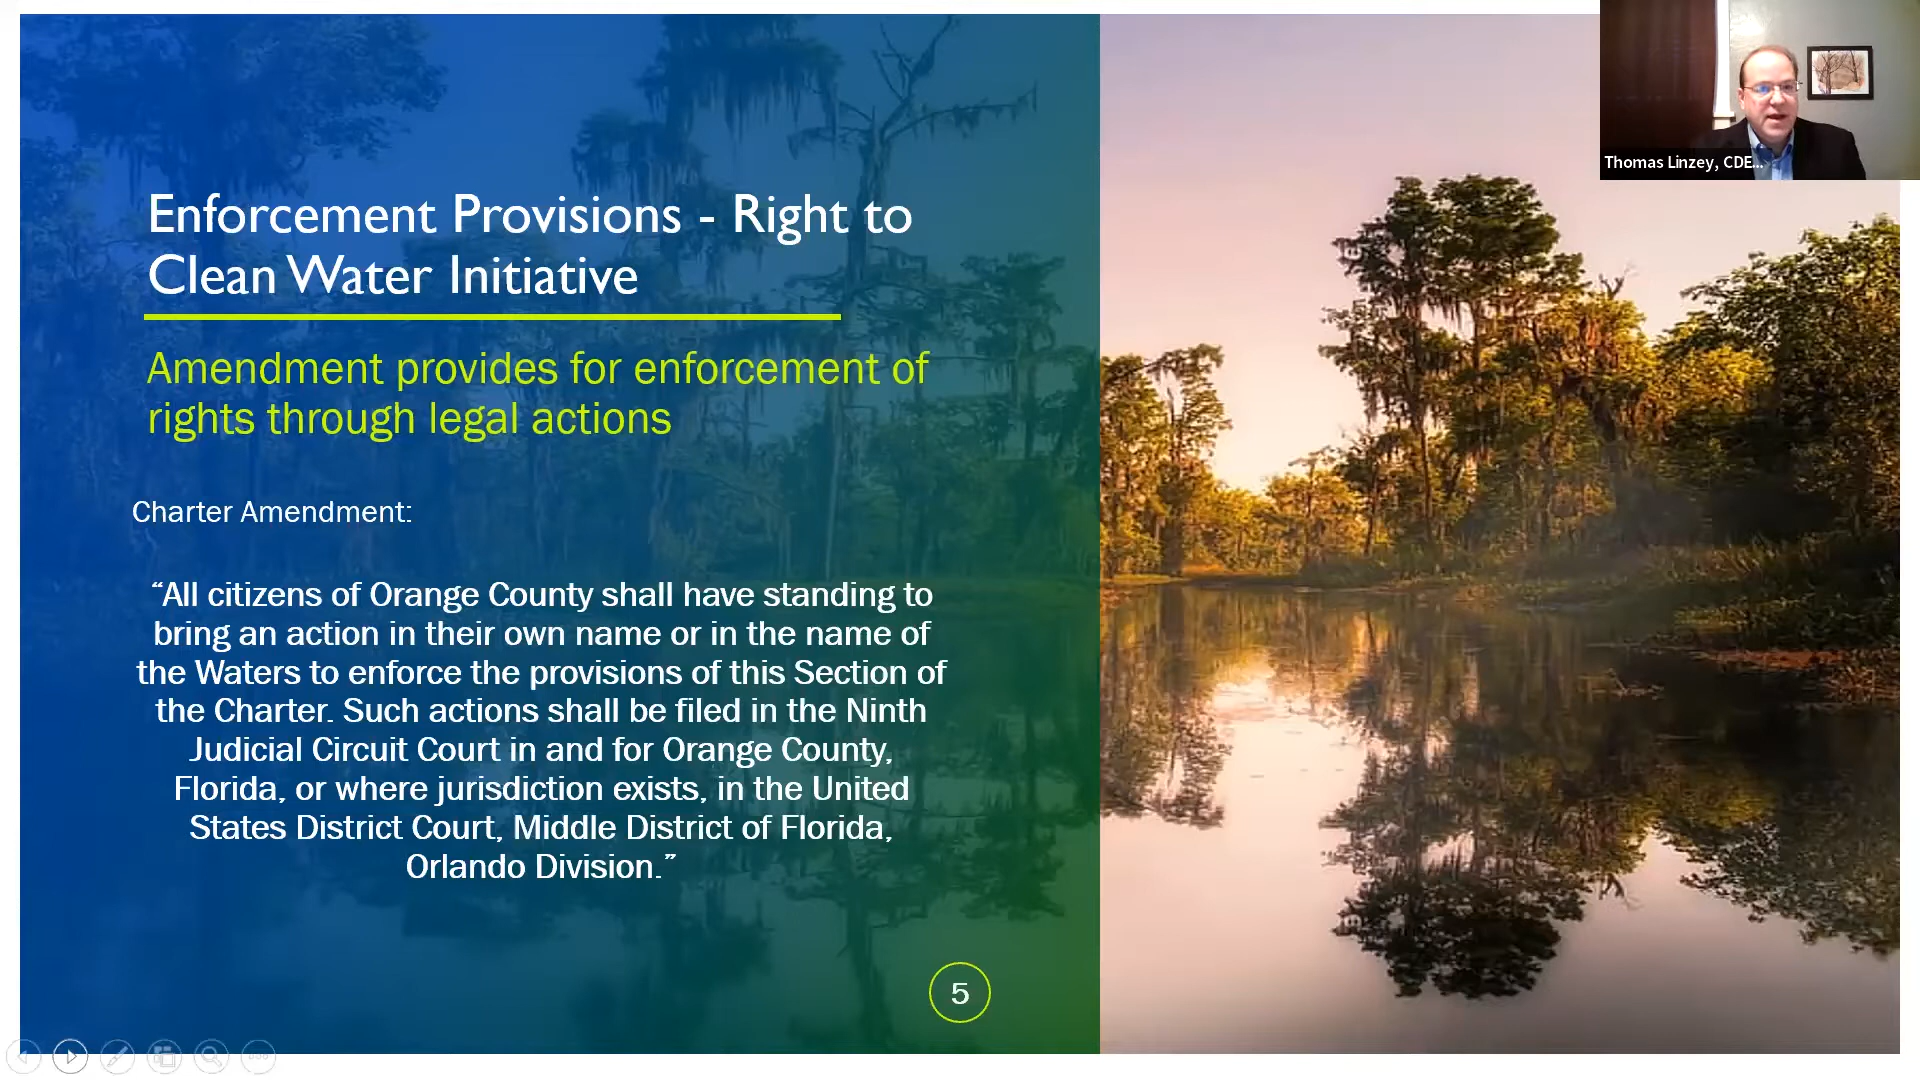 Thomas Linzey, CDE...
Enforcement Provisions - Right to
Clean Water Initiative
Amendment provides for enforcement of
rights through legal actions
Charter Amendment:
“All citizens of Orange County shall have standing to
bring an action in their own name or in the name of
the Waters to enforce the provisions of this Section of
the Charter. Such actions shall be filed in the Ninth
Judicial Circuit Court in and for Orange County,
Florida, or where jurisdiction exists, in the United
States District Court, Middle District of Florida,
Orlando Division.”
5